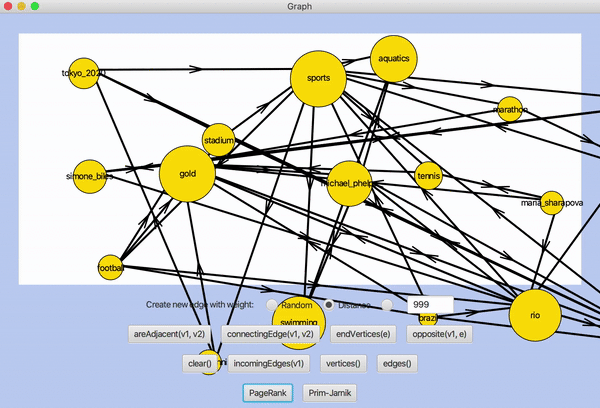 Graph
aquatics
tokyo_2020
sports
marathon
stadium
simone_biles
gold
michael_phelps
tennis
maria_sharapova
football
Create new edge with weight: Random Distance 999
swimming
brazil
rio
areAdjacent(v1, v2) connectingEdge(v1, v2) endVertices(e) opposite(v1, e)
clear() incomingEdges(v1) vertices() edges()
PageRank Prim-Jarnik